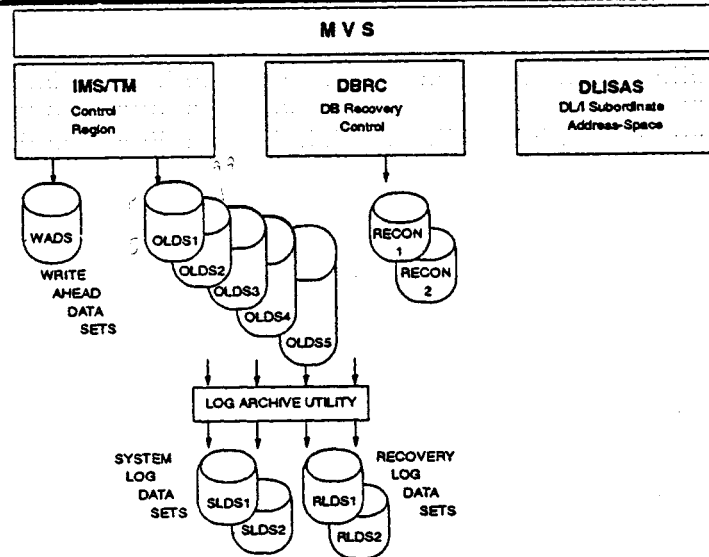 M V S
IMS/TM
Control
Region
DBRC
DB Recovery
Control
DLISAS
DL/I Subordinate
Address-Space
WADS
WRITE
AHEAD
DATA
SETS
OLDS1
OLDS2
OLDS3
OLDS4
OLDS5
RECON
1
RECON
2
LOG ARCHIVE UTILITY
SYSTEM
LOG
DATA
SETS
SLDS1
SLDS2
RLDS1
RLDS2
RECOVERY
LOG
DATA
SETS